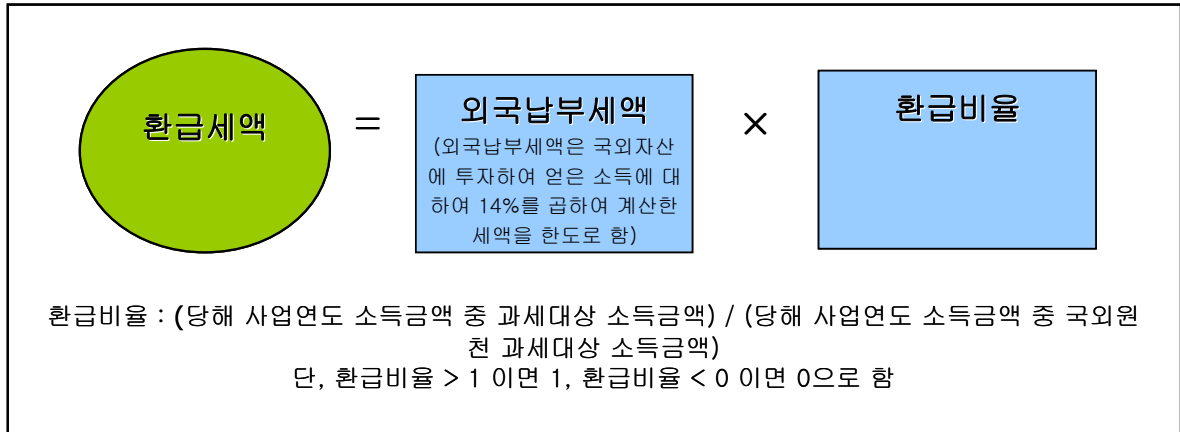 환급세액
=
외국납부세액
(외국납부세액은 국외자산
에 투자하여 얻은 소득에 대
하여 14%를 곱하여 계산한
세액을 한도로 함)
×
환급비율
환급비율 : (당해 사업연도 소득금액 중 과세대상 소득금액) / (당해 사업연도 소득금액 중 국외원
천 과세대상 소득금액)
단, 환급비율 > 1 이면 1, 환급비율 < 0 이면 0으로 함